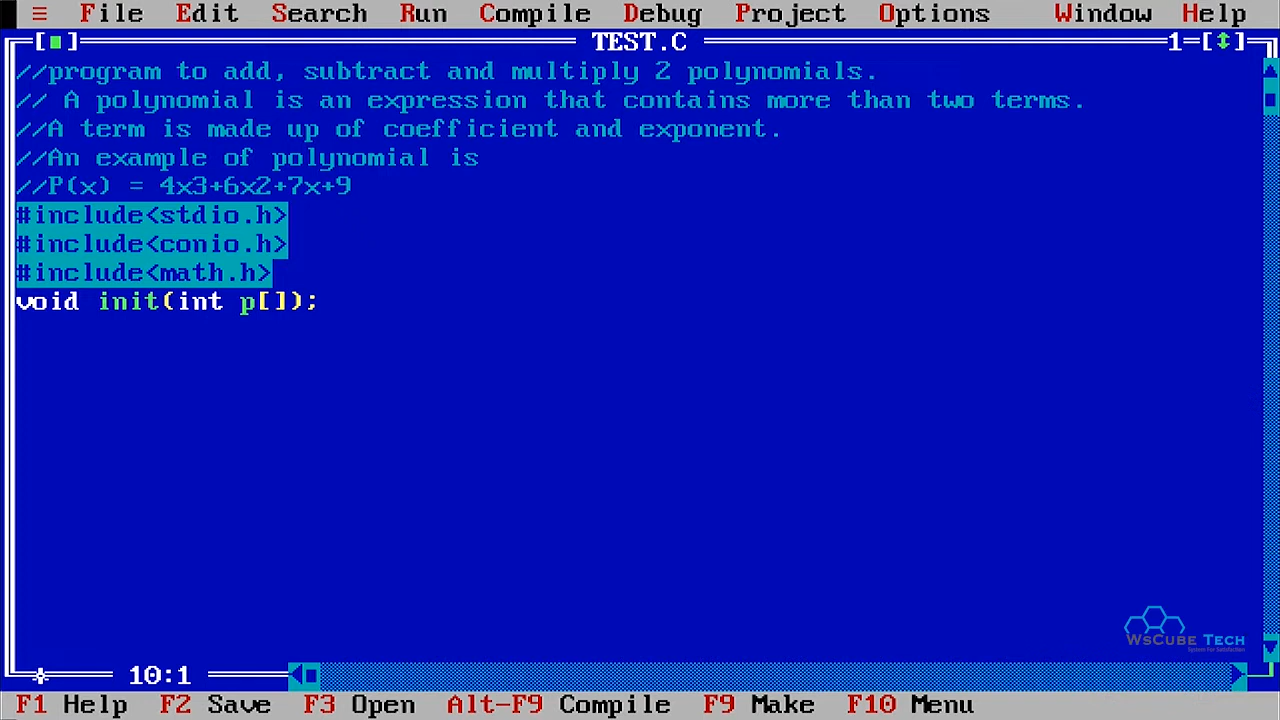 ≡ File Edit Search Run Compile Debug Project Options Window Help
[■] TEST.C 1=[↕]
//program to add, subtract and multiply 2 polynomials.
// A polynomial is an expression that contains more than two terms.
//A term is made up of coefficient and exponent.
//An example of polynomial is
//P(x) = 4x3+6x2+7x+9
#include<stdio.h>
#include<conio.h>
#include<math.h>
void init(int p[]);
WsCube Tech
System For Satisfaction
10:1
F1 Help F2 Save F3 Open Alt-F9 Compile F9 Make F10 Menu